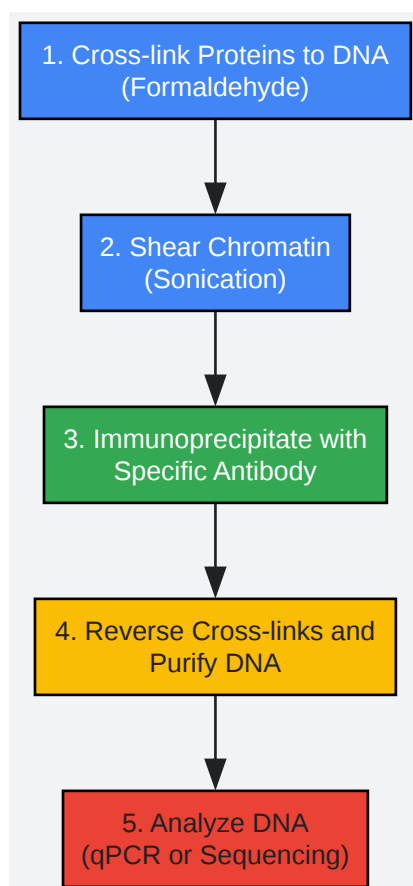 1. Cross-link Proteins to DNA
(Formaldehyde)
2. Shear Chromatin
(Sonication)
3. Immunoprecipitate with
Specific Antibody
4. Reverse Cross-links and
Purify DNA
5. Analyze DNA
(qPCR or Sequencing)